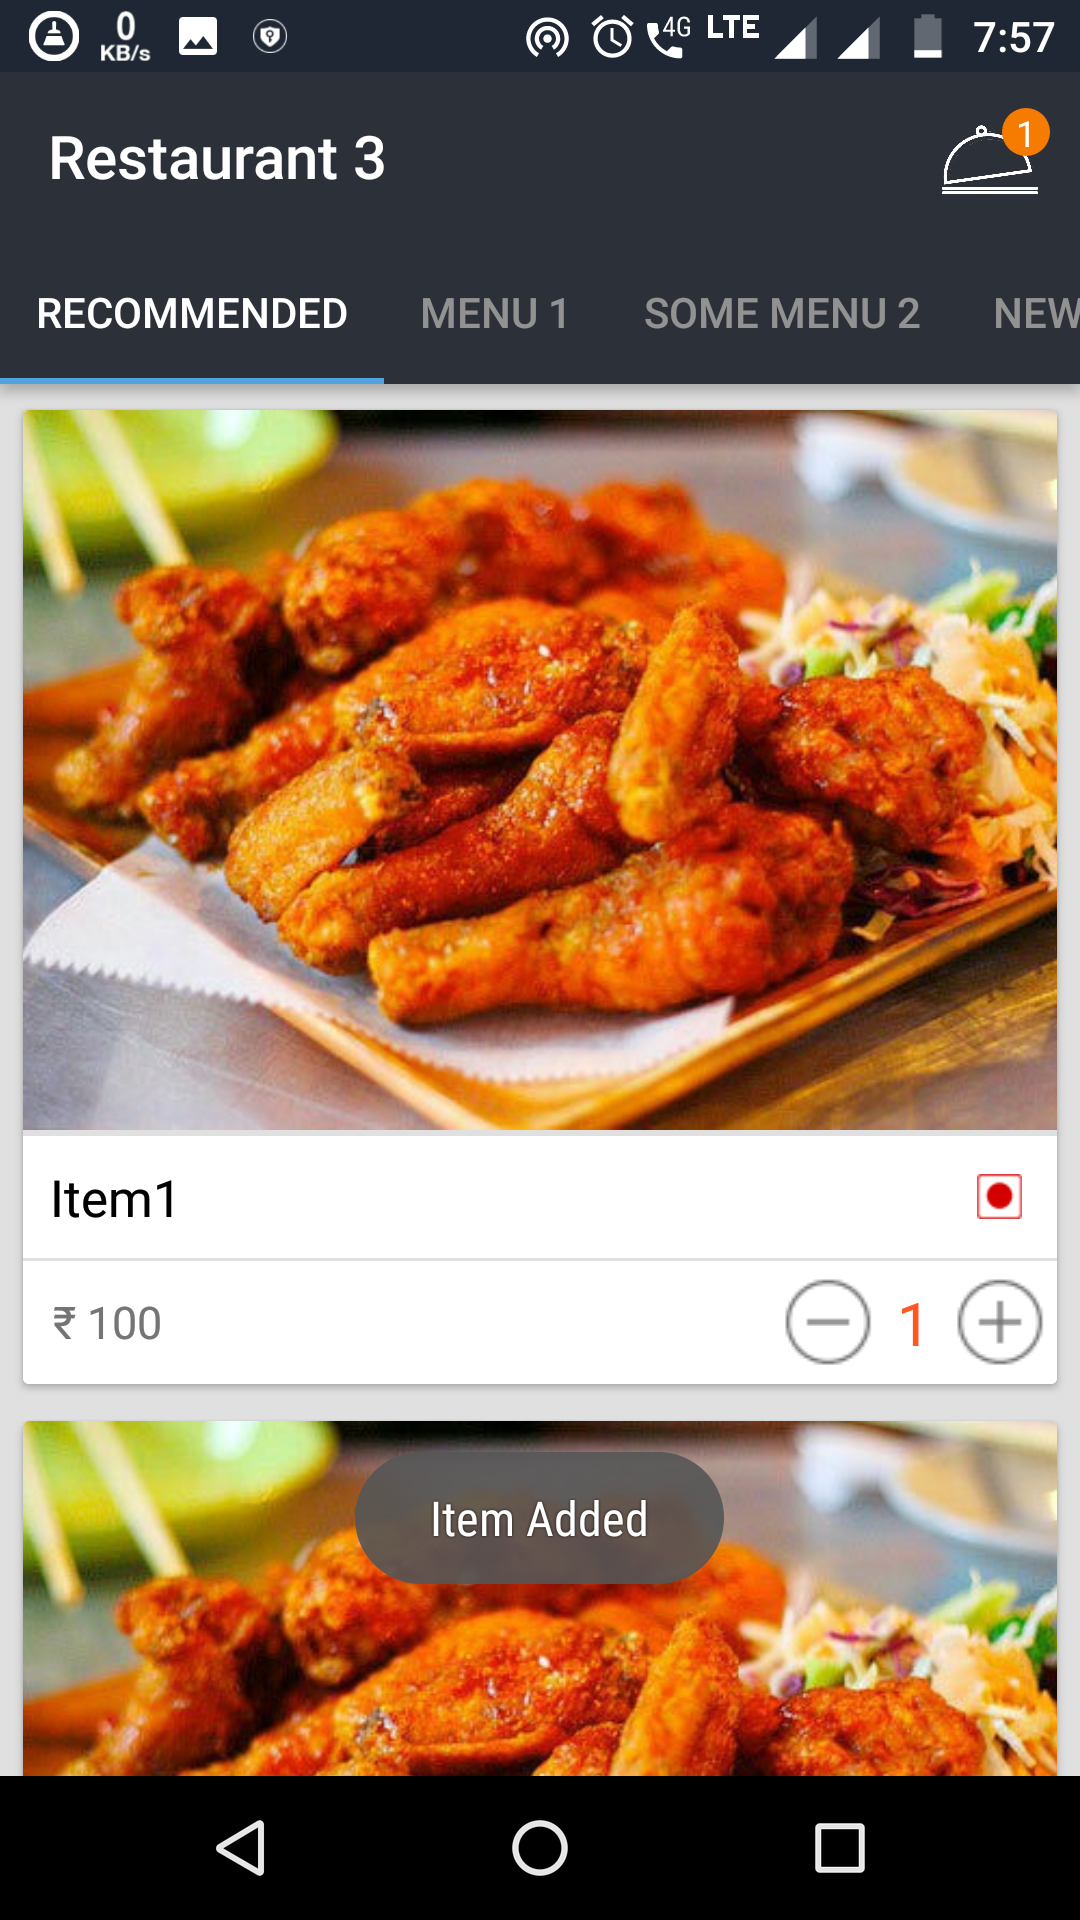 0
KB/s
4G LTE 7:57
Restaurant 3
1
RECOMMENDED MENU 1 SOME MENU 2 NEW
Item1
₹ 100
1
Item Added